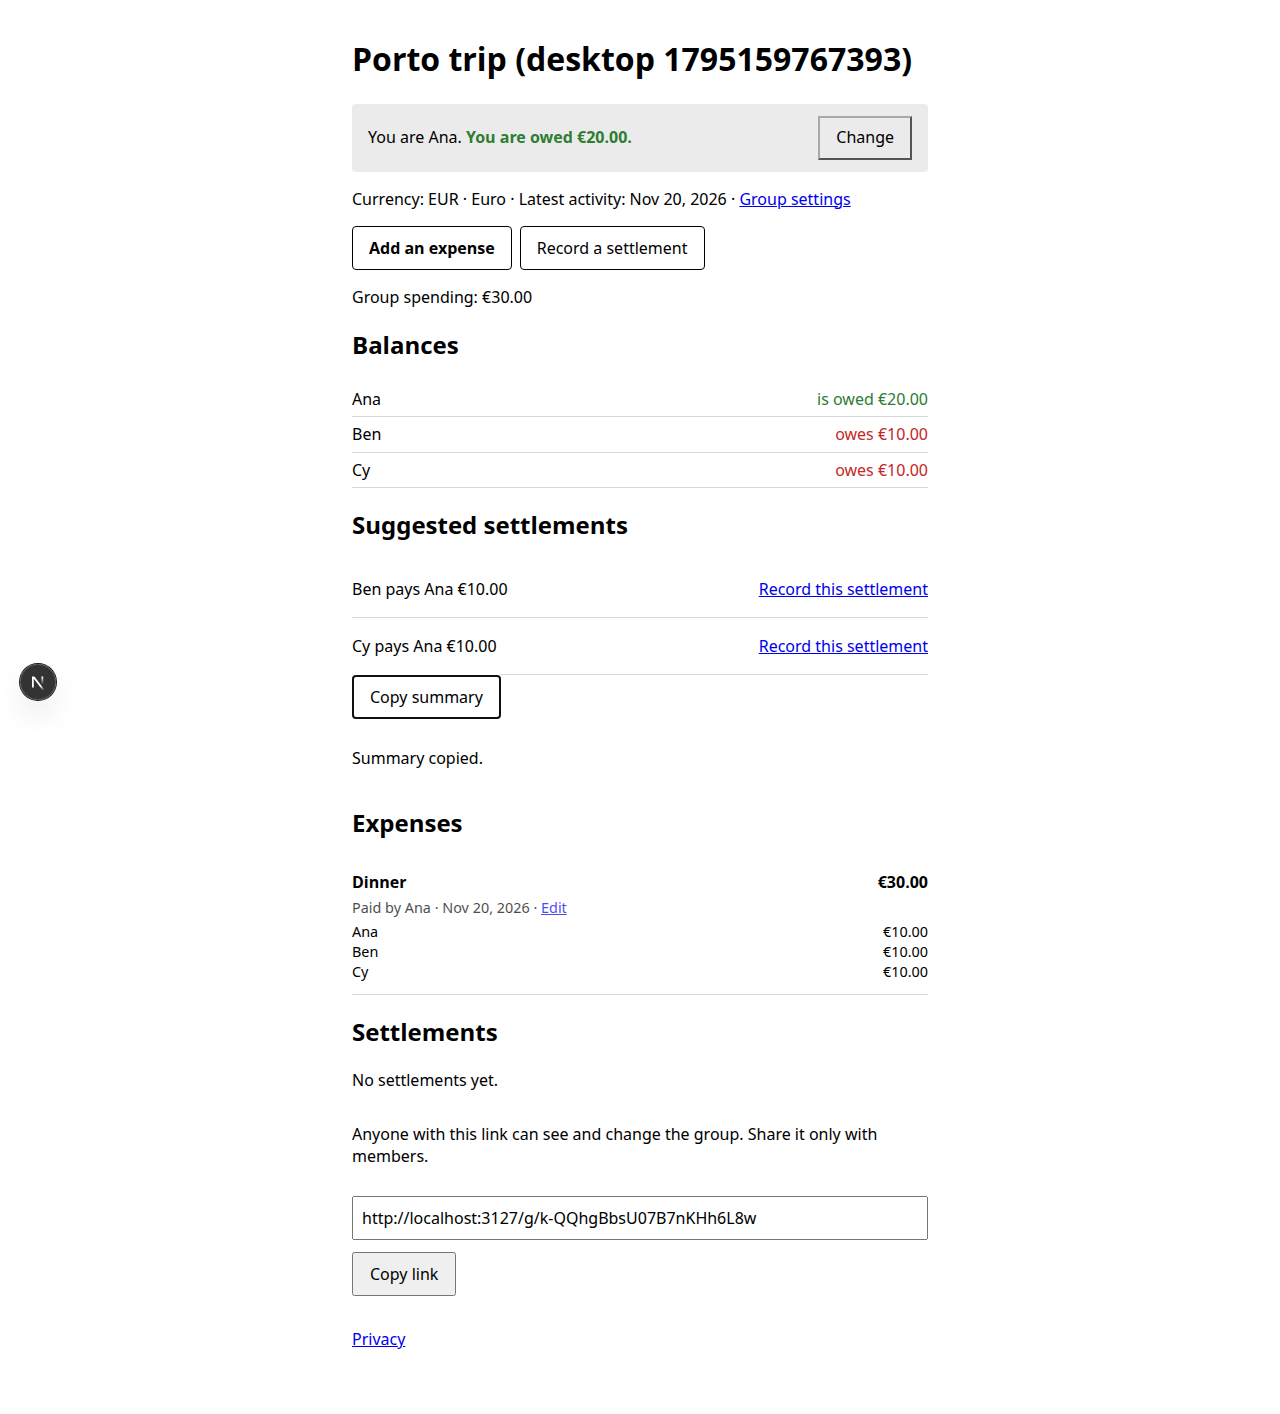 Porto trip (desktop 1795159767393)
You are Ana. You are owed €20.00.
Change
Currency: EUR · Euro · Latest activity: Nov 20, 2026 · Group settings
Add an expense
Record a settlement
Group spending: €30.00
Balances
Ana is owed €20.00
Ben owes €10.00
Cy owes €10.00
Suggested settlements
Ben pays Ana €10.00 Record this settlement
Cy pays Ana €10.00 Record this settlement
N
Copy summary
Summary copied.
Expenses
Dinner €30.00
Paid by Ana · Nov 20, 2026 · Edit
Ana €10.00
Ben €10.00
Cy €10.00
Settlements
No settlements yet.
Anyone with this link can see and change the group. Share it only with
members.
http://localhost:3127/g/k-QQhgBbsU07B7nKHh6L8w
Copy link
Privacy